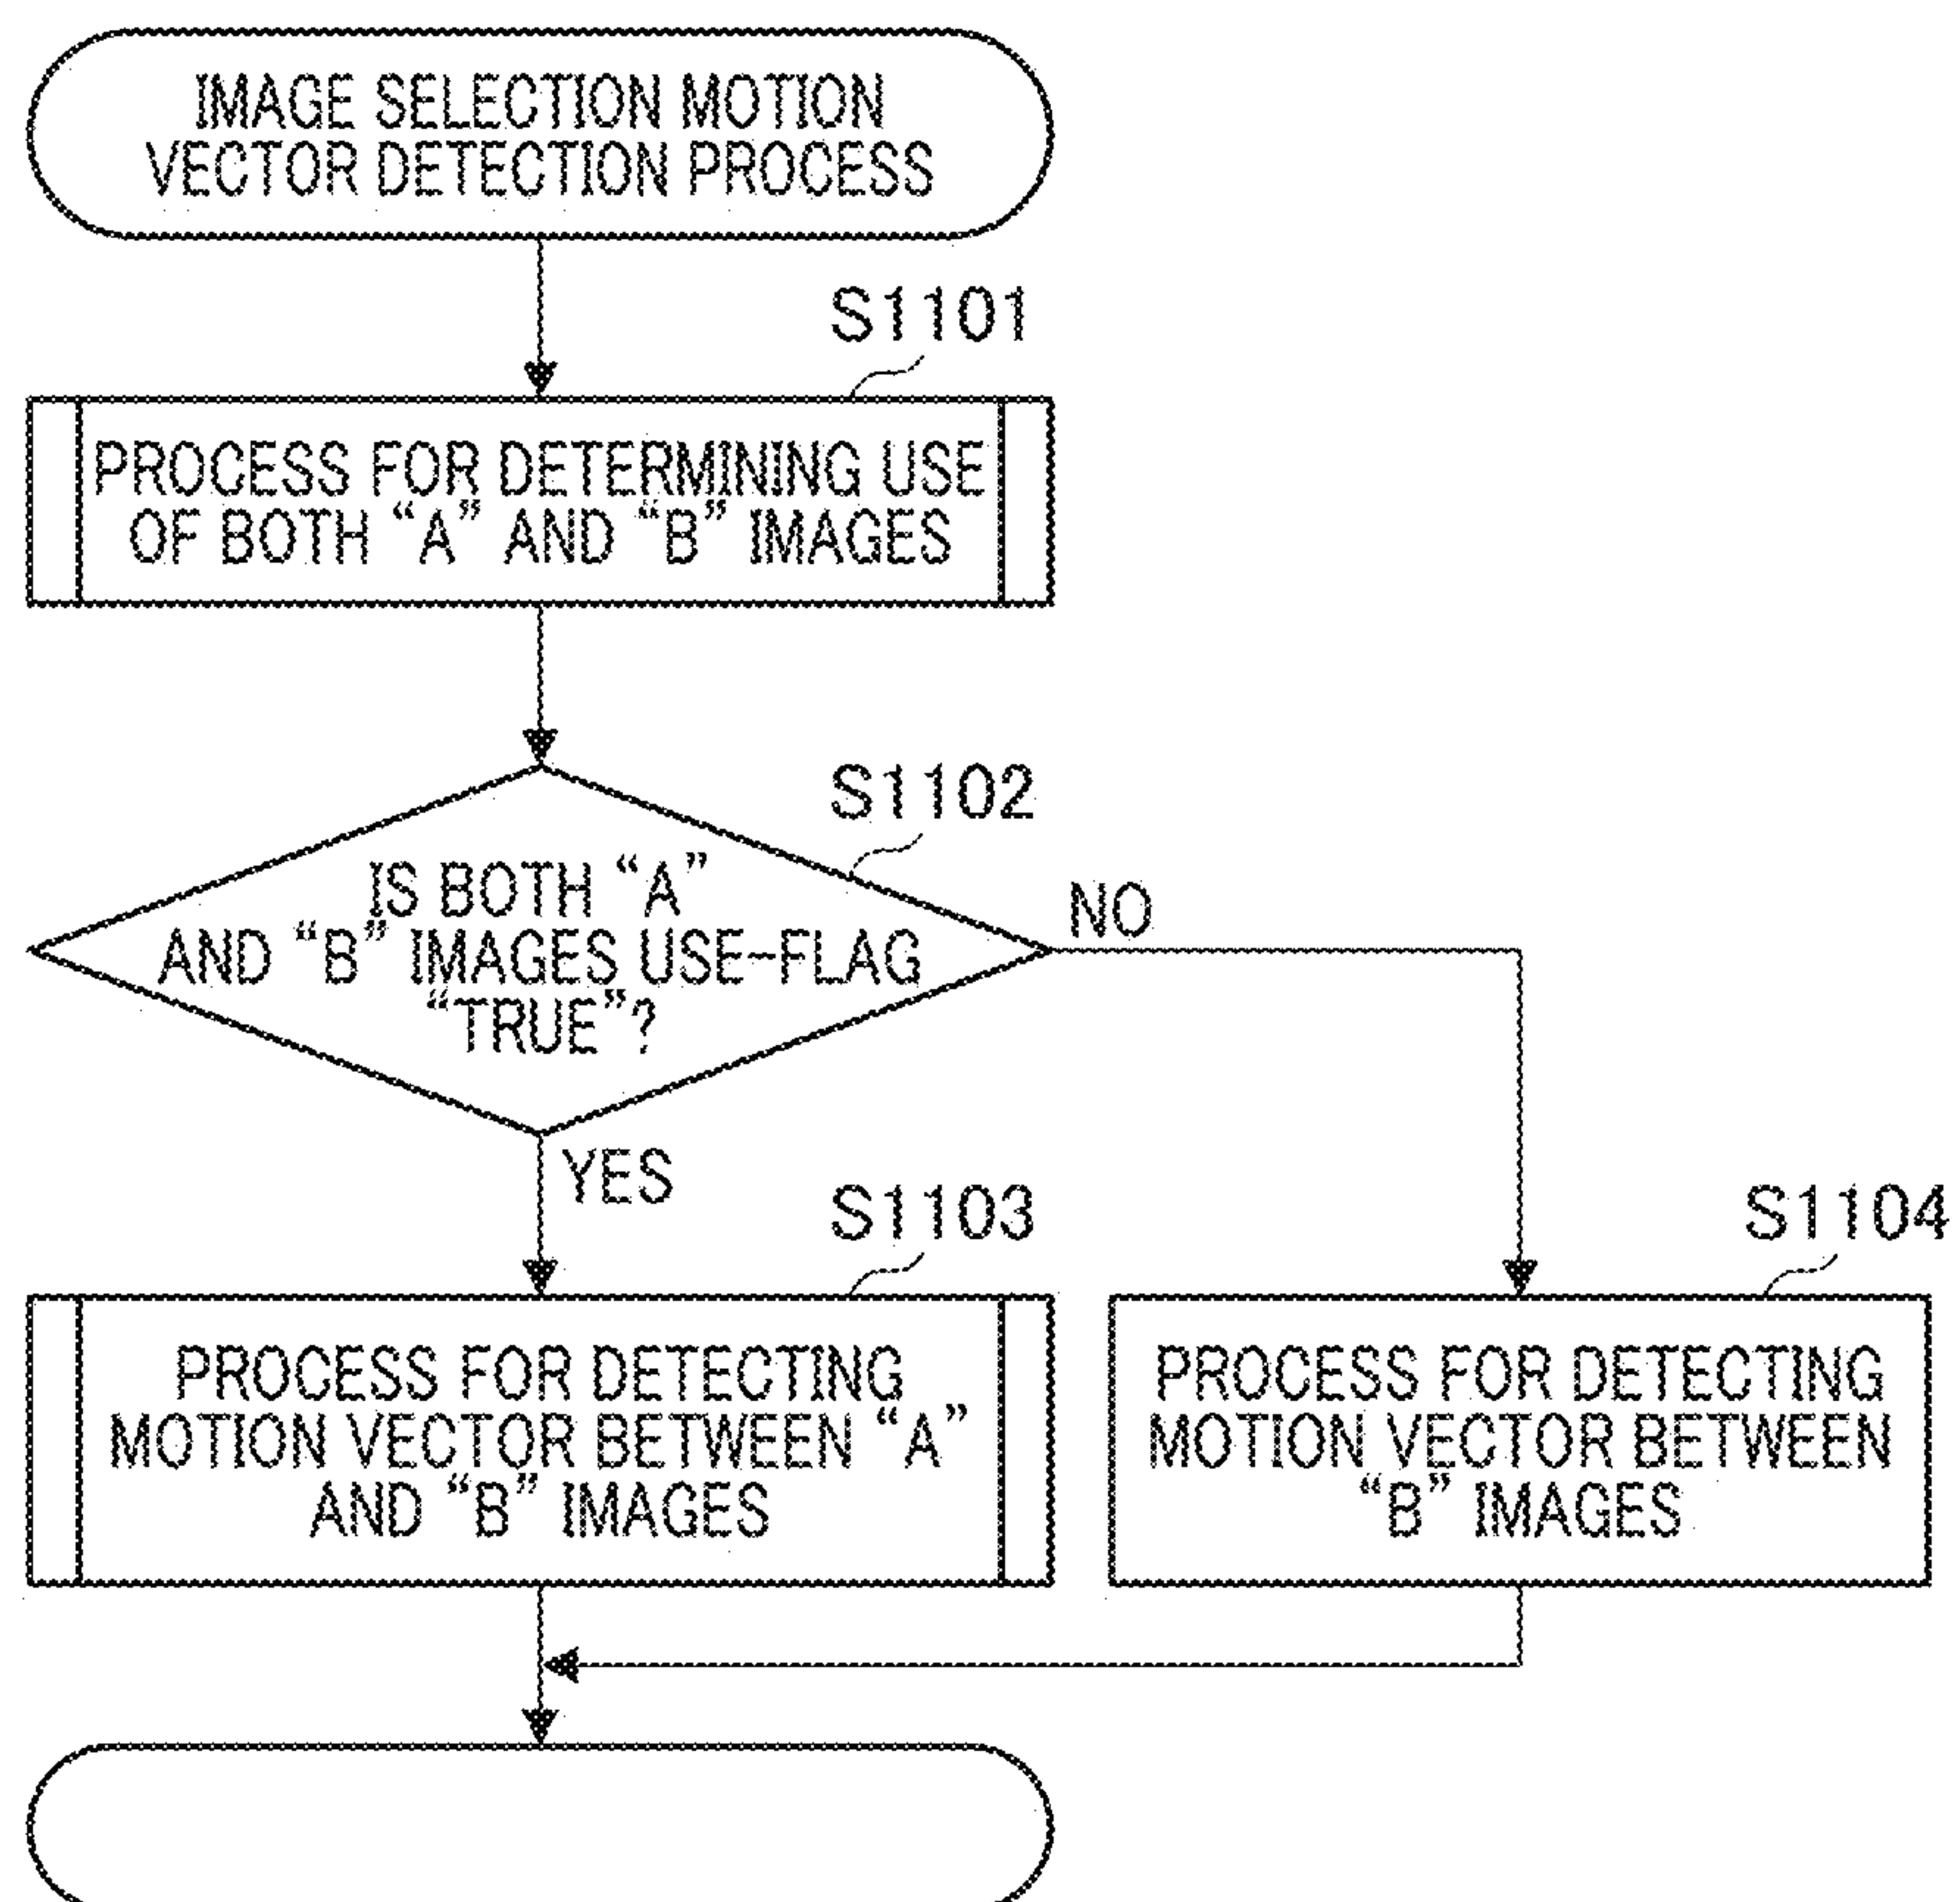 IMAGE SELECTION MOTION
VECTOR DETECTION PROCESS
S1101
PROCESS FOR DETERMINING USE
OF BOTH “A” AND “B” IMAGES
S1102
IS BOTH “A”
AND “B” IMAGES USE-FLAG
“TRUE”?
NO
YES
S1103
PROCESS FOR DETECTING
MOTION VECTOR BETWEEN “A”
AND “B” IMAGES
S1104
PROCESS FOR DETECTING
MOTION VECTOR BETWEEN
“B” IMAGES